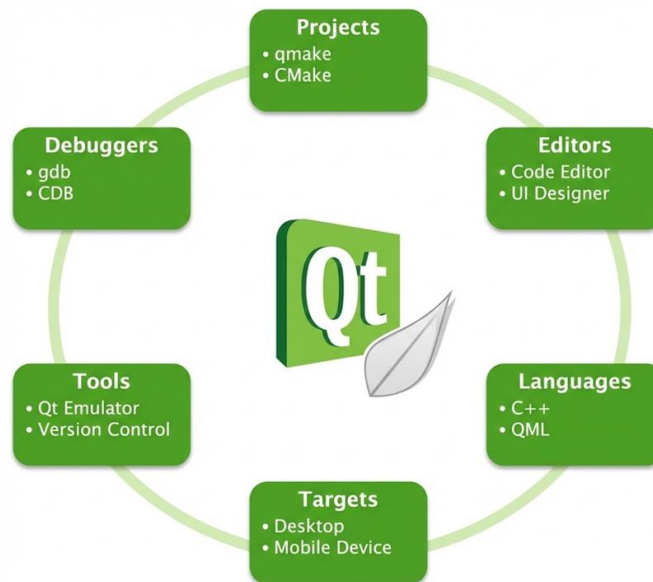 Projects
• qmake
• CMake
Debuggers
• gdb
• CDB
Editors
• Code Editor
• UI Designer
Qt
Tools
• Qt Emulator
• Version Control
Languages
• C++
• QML
Targets
• Desktop
• Mobile Device